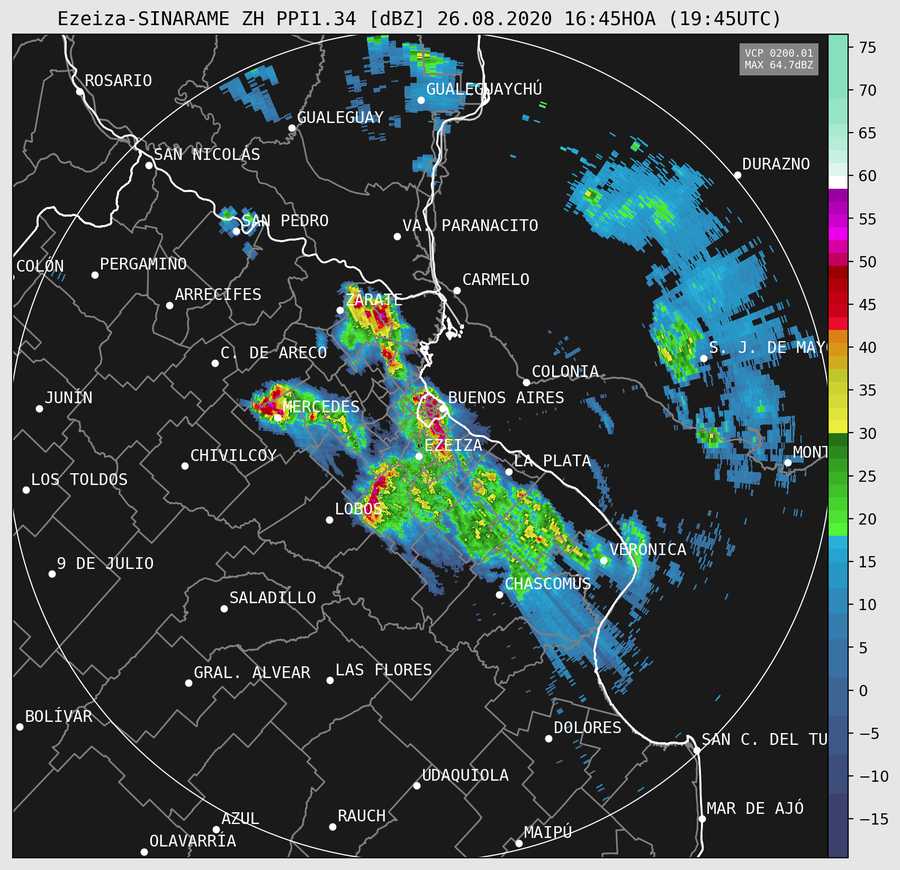 Ezeiza-SINARAME ZH PPI1.34 [dBZ] 26.08.2020 16:45HOA (19:45UTC)
VCP 0200.01
MAX 64.7dBZ
ROSARIO
GUALEGUAYCHÚ
GUALEGUAY
SAN NICOLÁS
DURAZNO
SAN PEDRO
VA. PARANACITO
COLÓN
PERGAMINO
CARMELO
ARRECIFES
ZÁRATE
C. DE ARECO
S. J. DE MAY
COLONIA
JUNÍN
MERCEDES
BUENOS AIRES
EZEIZA
CHIVILCOY
LA PLATA
MONT
LOS TOLDOS
LOBOS
VERÓNICA
9 DE JULIO
CHASCOMÚS
SALADILLO
GRAL. ALVEAR
LAS FLORES
BOLÍVAR
DOLORES
SAN C. DEL TU
UDAQUIOLA
MAR DE AJÓ
AZUL
RAUCH
MAIPÚ
OLAVARRÍA
75
70
65
60
55
50
45
40
35
30
25
20
15
10
5
0
−5
−10
−15